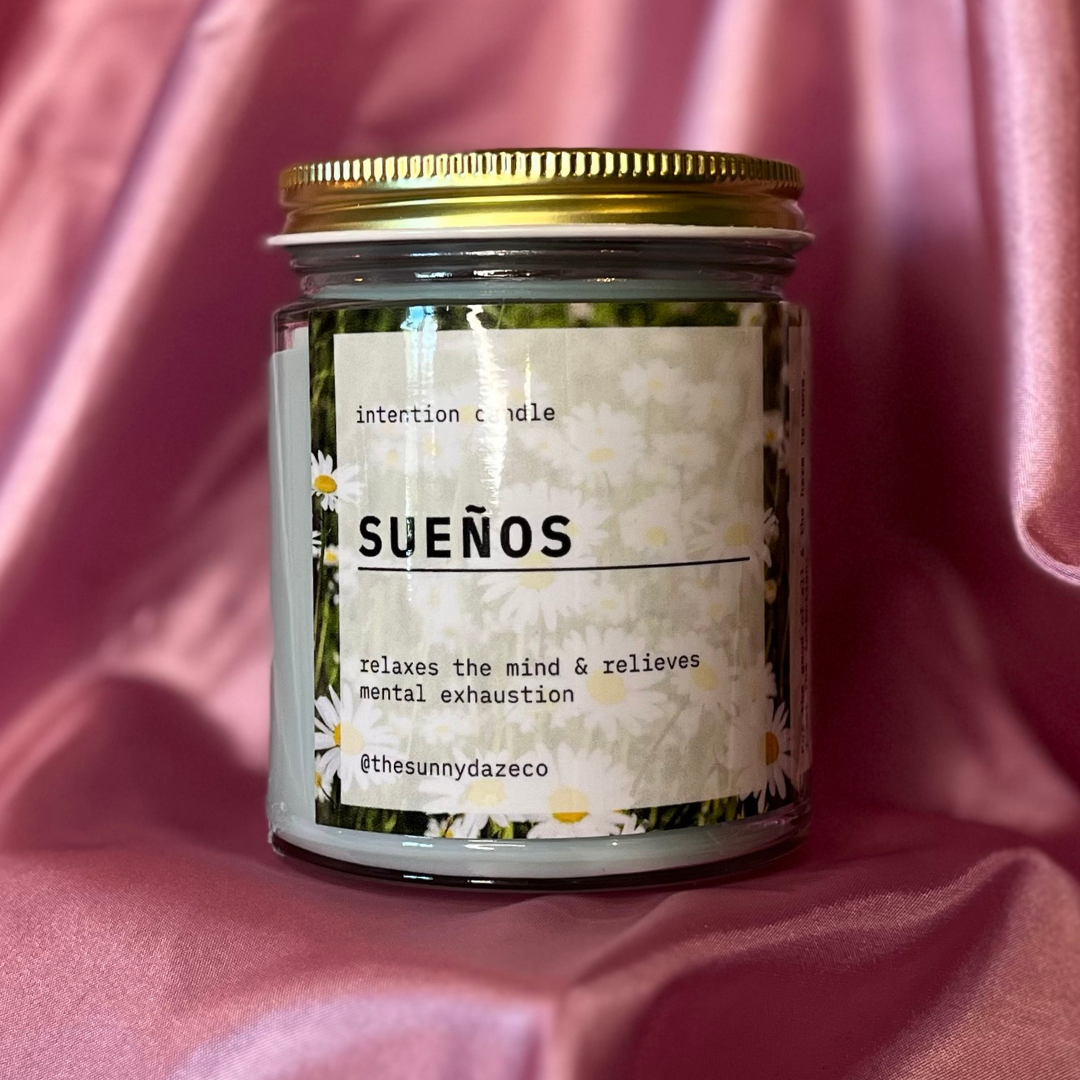 intention candle
SUEÑOS
relaxes the mind & relieves
mental exhaustion
@thesunnydazeco